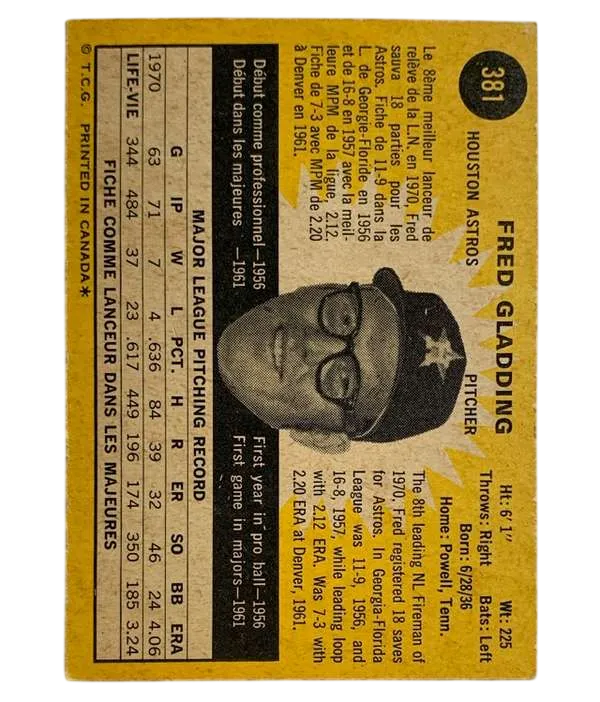 381
FRED GLADDING
HOUSTON ASTROS
PITCHER
Ht: 6' 1" Wt: 225
Throws: Right Bats: Left
Born: 6/28/36
Home: Powell, Tenn.
Le 8ème meilleur lanceur de
relève de la L.N. en 1970, Fred
sauva 18 parties pour les
Astros. Fiche de 11-9 dans la
L. de Georgie-Floride en 1956
et de 16-8 en 1957 avec la meil-
leure MPM de la ligue, 2.12.
Fiche de 7-3 avec MPM de 2.20
à Denver en 1961.
The 8th leading NL Fireman of
1970, Fred registered 18 saves
for Astros. In Georgia-Florida
League was 11-9, 1956, and
16-8, 1957, while leading loop
with 2.12 ERA. Was 7-3 with
2.20 ERA at Denver, 1961.
Début comme professionnel—1956
Début dans les majeures —1961
First year in pro ball—1956
First game in majors—1961
MAJOR LEAGUE PITCHING RECORD
G IP W L PCT. H R ER SO BB ERA
1970 63 71 7 4 .636 84 39 32 46 24 4.06
LIFE-VIE 344 484 37 23 .617 449 196 174 350 185 3.24
FICHE COMME LANCEUR DANS LES MAJEURES
© T.C.G. PRINTED IN CANADA*